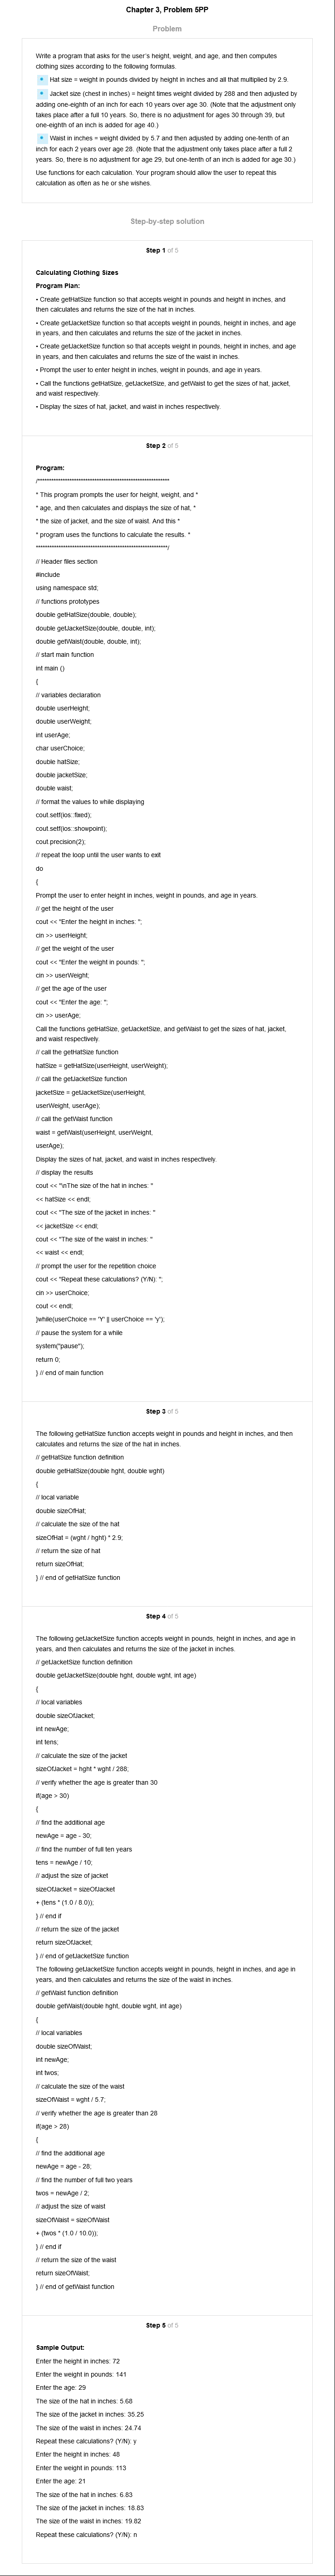 Chapter 3, Problem 5PP
Problem
Write a program that asks for the user's height, weight, and age, and then computes
clothing sizes according to the following formulas.
Hat size = weight in pounds divided by height in inches and all that multiplied by 2.9.
Jacket size (chest in inches) = height times weight divided by 288 and then adjusted by
adding one-eighth of an inch for each 10 years over age 30. (Note that the adjustment only
takes place after a full 10 years. So, there is no adjustment for ages 30 through 39, but
one-eighth of an inch is added for age 40.)
Waist in inches = weight divided by 5.7 and then adjusted by adding one-tenth of an
inch for each 2 years over age 28. (Note that the adjustment only takes place after a full 2
years. So, there is no adjustment for age 29, but one-tenth of an inch is added for age 30.)
Use functions for each calculation. Your program should allow the user to repeat this
calculation as often as he or she wishes.
Step-by-step solution
Step 1 of 5
Calculating Clothing Sizes
Program Plan:
• Create getHatSize function so that accepts weight in pounds and height in inches, and
then calculates and returns the size of the hat in inches.
• Create getJacketSize function so that accepts weight in pounds, height in inches, and age
in years, and then calculates and returns the size of the jacket in inches.
• Create getJacketSize function so that accepts weight in pounds, height in inches, and age
in years, and then calculates and returns the size of the waist in inches.
• Prompt the user to enter height in inches, weight in pounds, and age in years.
• Call the functions getHatSize, getJacketSize, and getWaist to get the sizes of hat, jacket,
and waist respectively.
• Display the sizes of hat, jacket, and waist in inches respectively.
Step 2 of 5
Program:
/**********************************************************
* This program prompts the user for height, weight, and *
* age, and then calculates and displays the size of hat, *
* the size of jacket, and the size of waist. And this *
* program uses the functions to calculate the results. *
**********************************************************/
// Header files section
#include
using namespace std;
// functions prototypes
double getHatSize(double, double);
double getJacketSize(double, double, int);
double getWaist(double, double, int);
// start main function
int main ()
{
// variables declaration
double userHeight;
double userWeight;
int userAge;
char userChoice;
double hatSize;
double jacketSize;
double waist;
// format the values to while displaying
cout.setf(ios::fixed);
cout.setf(ios::showpoint);
cout.precision(2);
// repeat the loop until the user wants to exit
do
{
Prompt the user to enter height in inches, weight in pounds, and age in years.
// get the height of the user
cout << "Enter the height in inches: ";
cin >> userHeight;
// get the weight of the user
cout << "Enter the weight in pounds: ";
cin >> userWeight;
// get the age of the user
cout << "Enter the age: ";
cin >> userAge;
Call the functions getHatSize, getJacketSize, and getWaist to get the sizes of hat, jacket,
and waist respectively.
// call the getHatSize function
hatSize = getHatSize(userHeight, userWeight);
// call the getJacketSize function
jacketSize = getJacketSize(userHeight,
userWeight, userAge);
// call the getWaist function
waist = getWaist(userHeight, userWeight,
userAge);
Display the sizes of hat, jacket, and waist in inches respectively.
// display the results
cout << "\nThe size of the hat in inches: "
<< hatSize << endl;
cout << "The size of the jacket in inches: "
<< jacketSize << endl;
cout << "The size of the waist in inches: "
<< waist << endl;
// prompt the user for the repetition choice
cout << "Repeat these calculations? (Y/N): ";
cin >> userChoice;
cout << endl;
}while(userChoice == 'Y' || userChoice == 'y');
// pause the system for a while
system("pause");
return 0;
} // end of main function
Step 3 of 5
The following getHatSize function accepts weight in pounds and height in inches, and then
calculates and returns the size of the hat in inches.
// getHatSize function definition
double getHatSize(double hght, double wght)
{
// local variable
double sizeOfHat;
// calculate the size of the hat
sizeOfHat = (wght / hght) * 2.9;
// return the size of hat
return sizeOfHat;
} // end of getHatSize function
Step 4 of 5
The following getJacketSize function accepts weight in pounds, height in inches, and age in
years, and then calculates and returns the size of the jacket in inches.
// getJacketSize function definition
double getJacketSize(double hght, double wght, int age)
{
// local variables
double sizeOfJacket;
int newAge;
int tens;
// calculate the size of the jacket
sizeOfJacket = hght * wght / 288;
// verify whether the age is greater than 30
if(age > 30)
{
// find the additional age
newAge = age - 30;
// find the number of full ten years
tens = newAge / 10;
// adjust the size of jacket
sizeOfJacket = sizeOfJacket
+ (tens * (1.0 / 8.0));
} // end if
// return the size of the jacket
return sizeOfJacket;
} // end of getJacketSize function
The following getJacketSize function accepts weight in pounds, height in inches, and age in
years, and then calculates and returns the size of the waist in inches.
// getWaist function definition
double getWaist(double hght, double wght, int age)
{
// local variables
double sizeOfWaist;
int newAge;
int twos;
// calculate the size of the waist
sizeOfWaist = wght / 5.7;
// verify whether the age is greater than 28
if(age > 28)
{
// find the additional age
newAge = age - 28;
// find the number of full two years
twos = newAge / 2;
// adjust the size of waist
sizeOfWaist = sizeOfWaist
+ (twos * (1.0 / 10.0));
} // end if
// return the size of the waist
return sizeOfWaist;
} // end of getWaist function
Step 5 of 5
Sample Output:
Enter the height in inches: 72
Enter the weight in pounds: 141
Enter the age: 29
The size of the hat in inches: 5.68
The size of the jacket in inches: 35.25
The size of the waist in inches: 24.74
Repeat these calculations? (Y/N): y
Enter the height in inches: 48
Enter the weight in pounds: 113
Enter the age: 21
The size of the hat in inches: 6.83
The size of the jacket in inches: 18.83
The size of the waist in inches: 19.82
Repeat these calculations? (Y/N): n